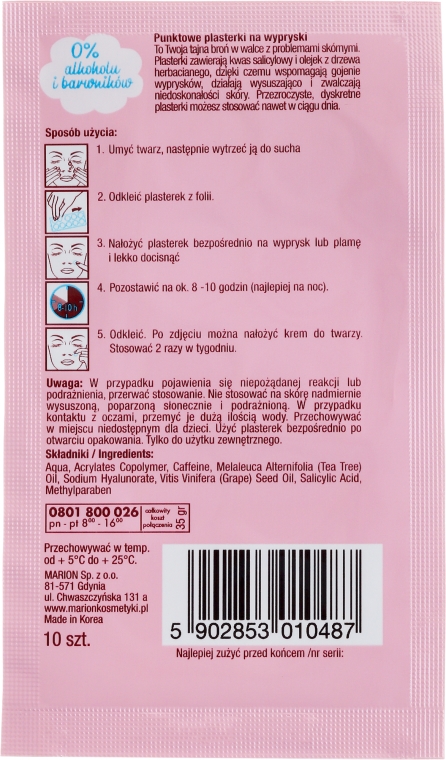 0%
alkoholu
i barwników
Punktowe plasterki na wypryski
To Twoja tajna broń w walce z problemami skórnymi.
Plasterki zawierają kwas salicylowy i olejek z drzewa
herbacianego, dzięki czemu wspomagają gojenie
wyprysków, działają wysuszająco i zwalczają
niedoskonałości skóry. Przezroczyste, dyskretne
plasterki możesz stosować nawet w ciągu dnia.
Sposób użycia:
1. Umyć twarz, następnie wytrzeć ją do sucha
2. Odkleić plasterek z folii.
3. Nałożyć plasterek bezpośrednio na wyprysk lub plamę
i lekko docisnąć
8-10 h
4. Pozostawić na ok. 8 -10 godzin (najlepiej na noc).
5. Odkleić. Po zdjęciu można nałożyć krem do twarzy.
Stosować 2 razy w tygodniu.
Uwaga: W przypadku pojawienia się niepożądanej reakcji lub
podrażnienia, przerwać stosowanie. Nie stosować na skórę nadmiernie
wysuszoną, poparzoną słonecznie i podrażnioną. W przypadku
kontaktu z oczami, przemyć je dużą ilością wody. Przechowywać
w miejscu niedostępnym dla dzieci. Użyć plasterek bezpośrednio po
otwarciu opakowania. Tylko do użytku zewnętrznego.
Składniki / Ingredients:
Aqua, Acrylates Copolymer, Caffeine, Melaleuca Alternifolia (Tea Tree)
Oil, Sodium Hyaluronate, Vitis Vinifera (Grape) Seed Oil, Salicylic Acid,
Methylparaben
0801 800 026
pn - pt 8⁰⁰ - 16⁰⁰
całkowity
koszt
połączenia
35 gr
Przechowywać w temp.
od + 5°C do + 25°C.
MARION Sp. z o.o.
81-571 Gdynia
ul. Chwaszczyńska 131 a
www.marionkosmetyki.pl
Made in Korea
10 szt.
5 902853 010487
Najlepiej zużyć przed końcem /nr serii: